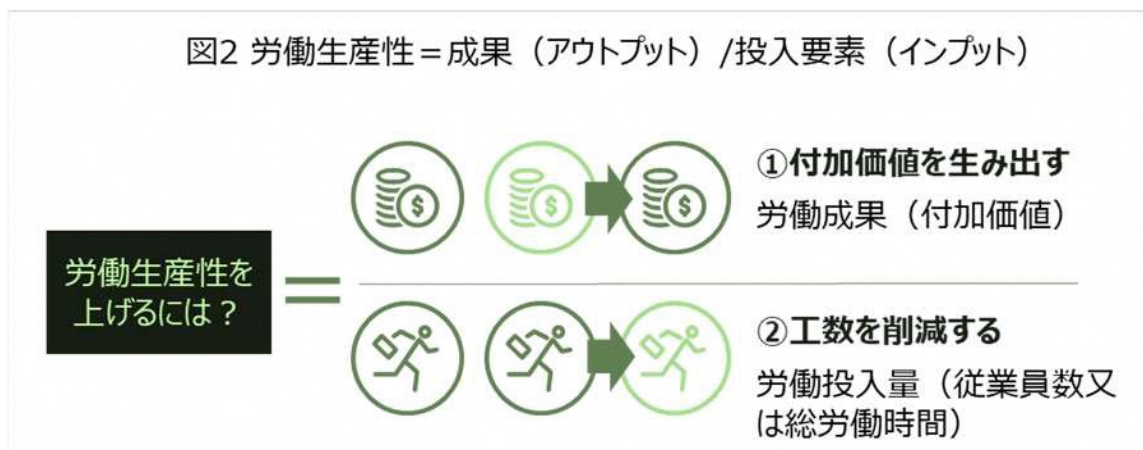 図2 労働生産性＝成果（アウトプット）/投入要素（インプット）
①付加価値を生み出す
労働成果（付加価値）
労働生産性を
上げるには？
＝
②工数を削減する
労働投入量（従業員数又
は総労働時間）